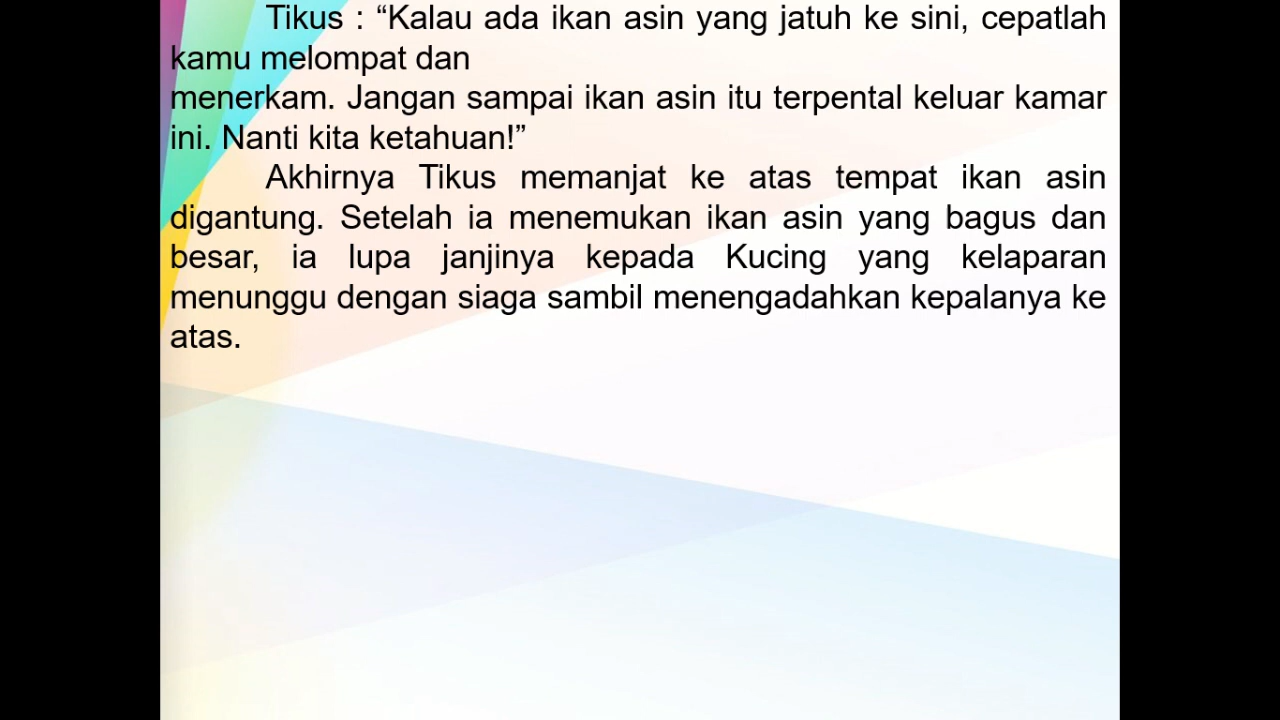 Tikus : “Kalau ada ikan asin yang jatuh ke sini, cepatlah
kamu melompat dan
menerkam. Jangan sampai ikan asin itu terpental keluar kamar
ini. Nanti kita ketahuan!”
Akhirnya Tikus memanjat ke atas tempat ikan asin
digantung. Setelah ia menemukan ikan asin yang bagus dan
besar, ia lupa janjinya kepada Kucing yang kelaparan
menunggu dengan siaga sambil menengadahkan kepalanya ke
atas.